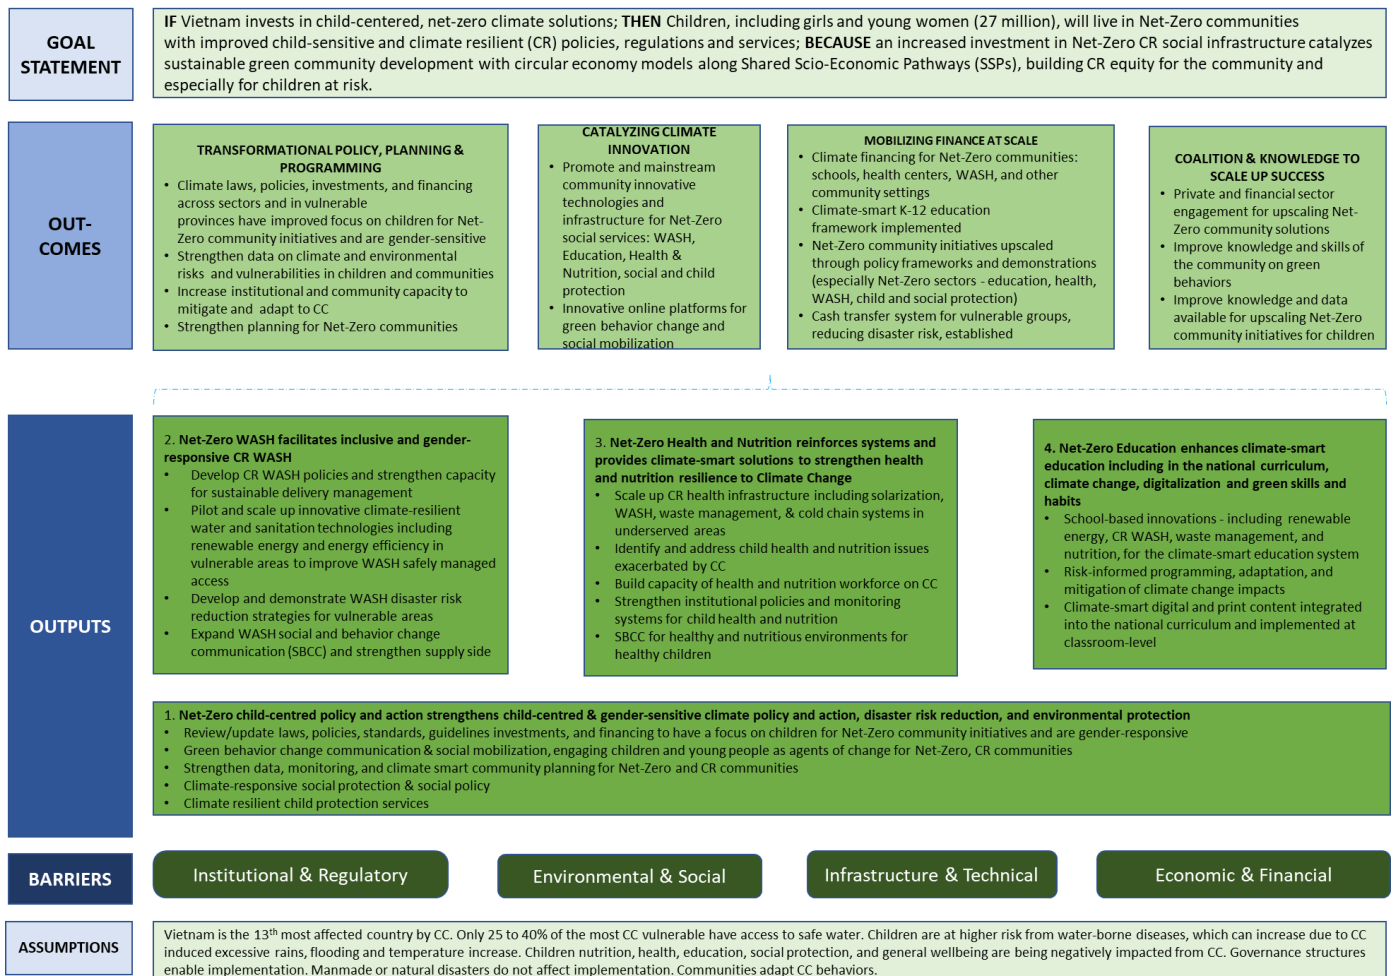 GOAL
STATEMENT
IF Vietnam invests in child-centered, net-zero climate solutions; THEN Children, including girls and young women (27 million), will live in Net-Zero communities
with improved child-sensitive and climate resilient (CR) policies, regulations and services; BECAUSE an increased investment in Net-Zero CR social infrastructure catalyzes
sustainable green community development with circular economy models along Shared Scio-Economic Pathways (SSPs), building CR equity for the community and
especially for children at risk.
OUT-
COMES
TRANSFORMATIONAL POLICY, PLANNING &
PROGRAMMING
• Climate laws, policies, investments, and financing
across sectors and in vulnerable
provinces have improved focus on children for Net-
Zero community initiatives and are gender-sensitive
• Strengthen data on climate and environmental
risks and vulnerabilities in children and communities
• Increase institutional and community capacity to
mitigate and adapt to CC
• Strengthen planning for Net-Zero communities
CATALYZING CLIMATE
INNOVATION
• Promote and mainstream
community innovative
technologies and
infrastructure for Net-Zero
social services: WASH,
Education, Health &
Nutrition, social and child
protection
• Innovative online platforms for
green behavior change and
social mobilization
MOBILIZING FINANCE AT SCALE
• Climate financing for Net-Zero communities:
schools, health centers, WASH, and other
community settings
• Climate-smart K-12 education
framework implemented
• Net-Zero community initiatives upscaled
through policy frameworks and demonstrations
(especially Net-Zero sectors - education, health,
WASH, child and social protection)
• Cash transfer system for vulnerable groups,
reducing disaster risk, established
COALITION & KNOWLEDGE TO
SCALE UP SUCCESS
• Private and financial sector
engagement for upscaling Net-
Zero community solutions
• Improve knowledge and skills of
the community on green
behaviors
• Improve knowledge and data
available for upscaling Net-Zero
community initiatives for children
OUTPUTS
2. Net-Zero WASH facilitates inclusive and gender-
responsive CR WASH
• Develop CR WASH policies and strengthen capacity
for sustainable delivery management
• Pilot and scale up innovative climate-resilient
water and sanitation technologies including
renewable energy and energy efficiency in
vulnerable areas to improve WASH safely managed
access
• Develop and demonstrate WASH disaster risk
reduction strategies for vulnerable areas
• Expand WASH social and behavior change
communication (SBCC) and strengthen supply side
3. Net-Zero Health and Nutrition reinforces systems and
provides climate-smart solutions to strengthen health
and nutrition resilience to Climate Change
• Scale up CR health infrastructure including solarization,
WASH, waste management, & cold chain systems in
underserved areas
• Identify and address child health and nutrition issues
exacerbated by CC
• Build capacity of health and nutrition workforce on CC
• Strengthen institutional policies and monitoring
systems for child health and nutrition
• SBCC for healthy and nutritious environments for
healthy children
4. Net-Zero Education enhances climate-smart
education including in the national curriculum,
climate change, digitalization and green skills and
habits
• School-based innovations - including renewable
energy, CR WASH, waste management, and
nutrition, for the climate-smart education system
• Risk-informed programming, adaptation, and
mitigation of climate change impacts
• Climate-smart digital and print content integrated
into the national curriculum and implemented at
classroom-level
1. Net-Zero child-centred policy and action strengthens child-centred & gender-sensitive climate policy and action, disaster risk reduction, and environmental protection
• Review/update laws, policies, standards, guidelines investments, and financing to have a focus on children for Net-Zero community initiatives and are gender-responsive
• Green behavior change communication & social mobilization, engaging children and young people as agents of change for Net-Zero, CR communities
• Strengthen data, monitoring, and climate smart community planning for Net-Zero and CR communities
• Climate-responsive social protection & social policy
• Climate resilient child protection services
BARRIERS
Institutional & Regulatory
Environmental & Social
Infrastructure & Technical
Economic & Financial
ASSUMPTIONS
Vietnam is the 13th most affected country by CC. Only 25 to 40% of the most CC vulnerable have access to safe water. Children are at higher risk from water-borne diseases, which can increase due to CC
induced excessive rains, flooding and temperature increase. Children nutrition, health, education, social protection, and general wellbeing are being negatively impacted from CC. Governance structures
enable implementation. Manmade or natural disasters do not affect implementation. Communities adapt CC behaviors.